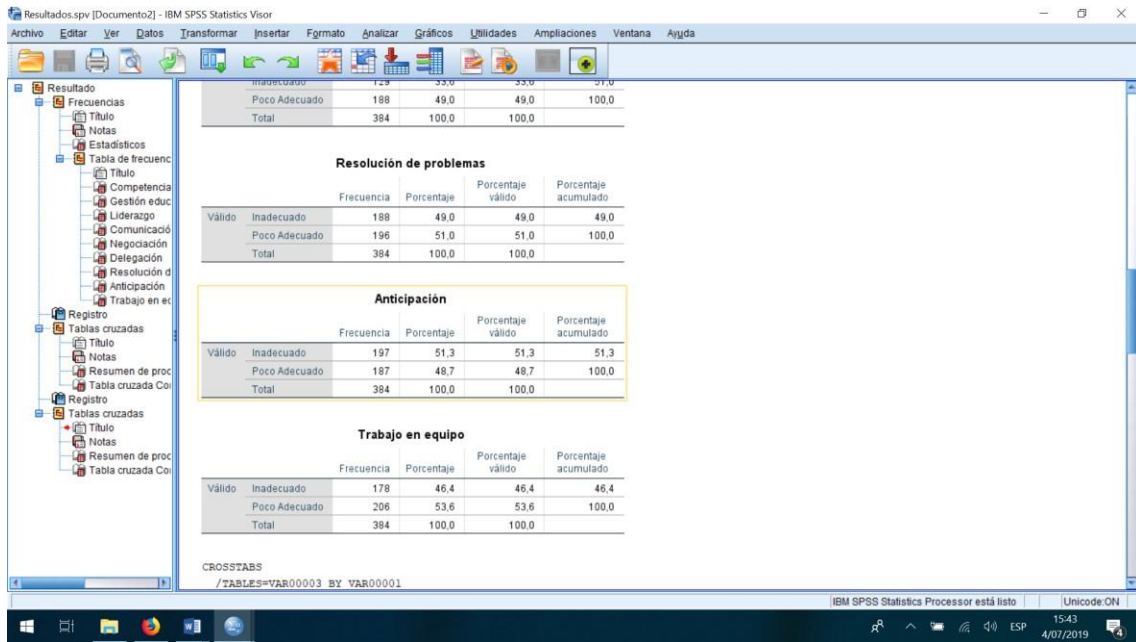 Resultados.spv [Documento2] - IBM SPSS Statistics Visor
Archivo Editar Ver Datos Transformar Insertar Formato Analizar Gráficos Utilidades Ampliaciones Ventana Ayuda
Resultado
Frecuencias
Título
Notas
Estadísticos
Tabla de frecuenc
Título
Competencia
Gestión educ
Liderazgo
Comunicació
Negociación
Delegación
Resolución d
Anticipación
Trabajo en ec
Registro
Tablas cruzadas
Título
Notas
Resumen de proc
Tabla cruzada Co
Registro
Tablas cruzadas
Título
Notas
Resumen de proc
Tabla cruzada Co
Inadecuado 129 33,6 33,6 51,0
Poco Adecuado 188 49,0 49,0 100,0
Total 384 100,0 100,0
Resolución de problemas
Frecuencia Porcentaje Porcentaje válido Porcentaje acumulado
Válido Inadecuado 188 49,0 49,0 49,0
Poco Adecuado 196 51,0 51,0 100,0
Total 384 100,0 100,0
Anticipación
Frecuencia Porcentaje Porcentaje válido Porcentaje acumulado
Válido Inadecuado 197 51,3 51,3 51,3
Poco Adecuado 187 48,7 48,7 100,0
Total 384 100,0 100,0
Trabajo en equipo
Frecuencia Porcentaje Porcentaje válido Porcentaje acumulado
Válido Inadecuado 178 46,4 46,4 46,4
Poco Adecuado 206 53,6 53,6 100,0
Total 384 100,0 100,0
CROSSTABS
/TABLES=VAR00003 BY VAR00001
IBM SPSS Statistics Processor está listo Unicode:ON
ESP
15:43
4/07/2019